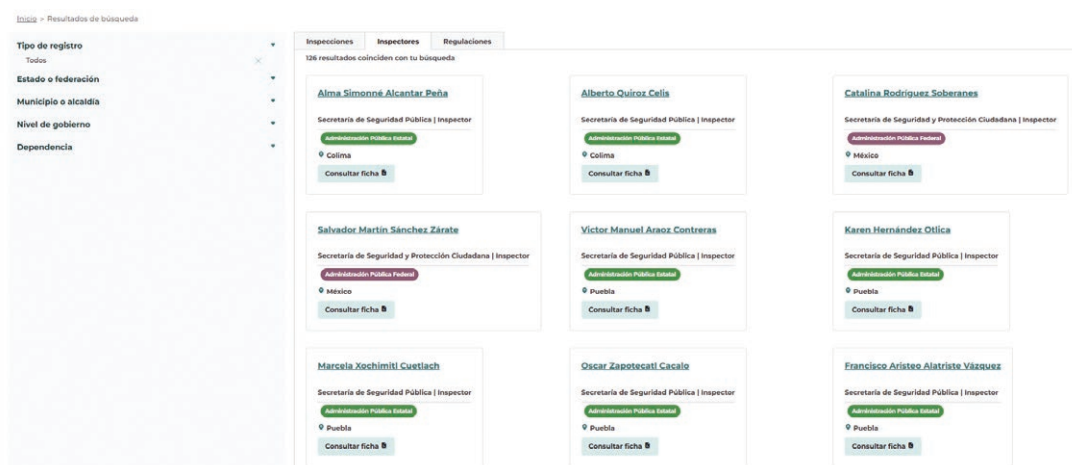 Inicio > Resultados de búsqueda
Tipo de registro
Todos
Estado o federación
Municipio o alcaldía
Nivel de gobierno
Dependencia
Inspecciones Inspectores Regulaciones
126 resultados coinciden con tu búsqueda
Alma Simonné Alcantar Peña
Secretaría de Seguridad Pública | Inspector
Administración Pública Estatal
Colima
Consultar ficha
Alberto Quiroz Celis
Secretaría de Seguridad Pública | Inspector
Administración Pública Estatal
Colima
Consultar ficha
Catalina Rodríguez Soberanes
Secretaría de Seguridad y Protección Ciudadana | Inspector
Administración Pública Federal
México
Consultar ficha
Salvador Martín Sánchez Zárate
Secretaría de Seguridad y Protección Ciudadana | Inspector
Administración Pública Federal
México
Consultar ficha
Victor Manuel Araoz Contreras
Secretaría de Seguridad Pública | Inspector
Administración Pública Estatal
Puebla
Consultar ficha
Karen Hernández Otlica
Secretaría de Seguridad Pública | Inspector
Administración Pública Estatal
Puebla
Consultar ficha
Marcela Xochimitl Cuetlach
Secretaría de Seguridad Pública | Inspector
Administración Pública Estatal
Puebla
Consultar ficha
Oscar Zapotecatl Cacalo
Secretaría de Seguridad Pública | Inspector
Administración Pública Estatal
Puebla
Consultar ficha
Francisco Aristeo Alatriste Vázquez
Secretaría de Seguridad Pública | Inspector
Administración Pública Estatal
Puebla
Consultar ficha